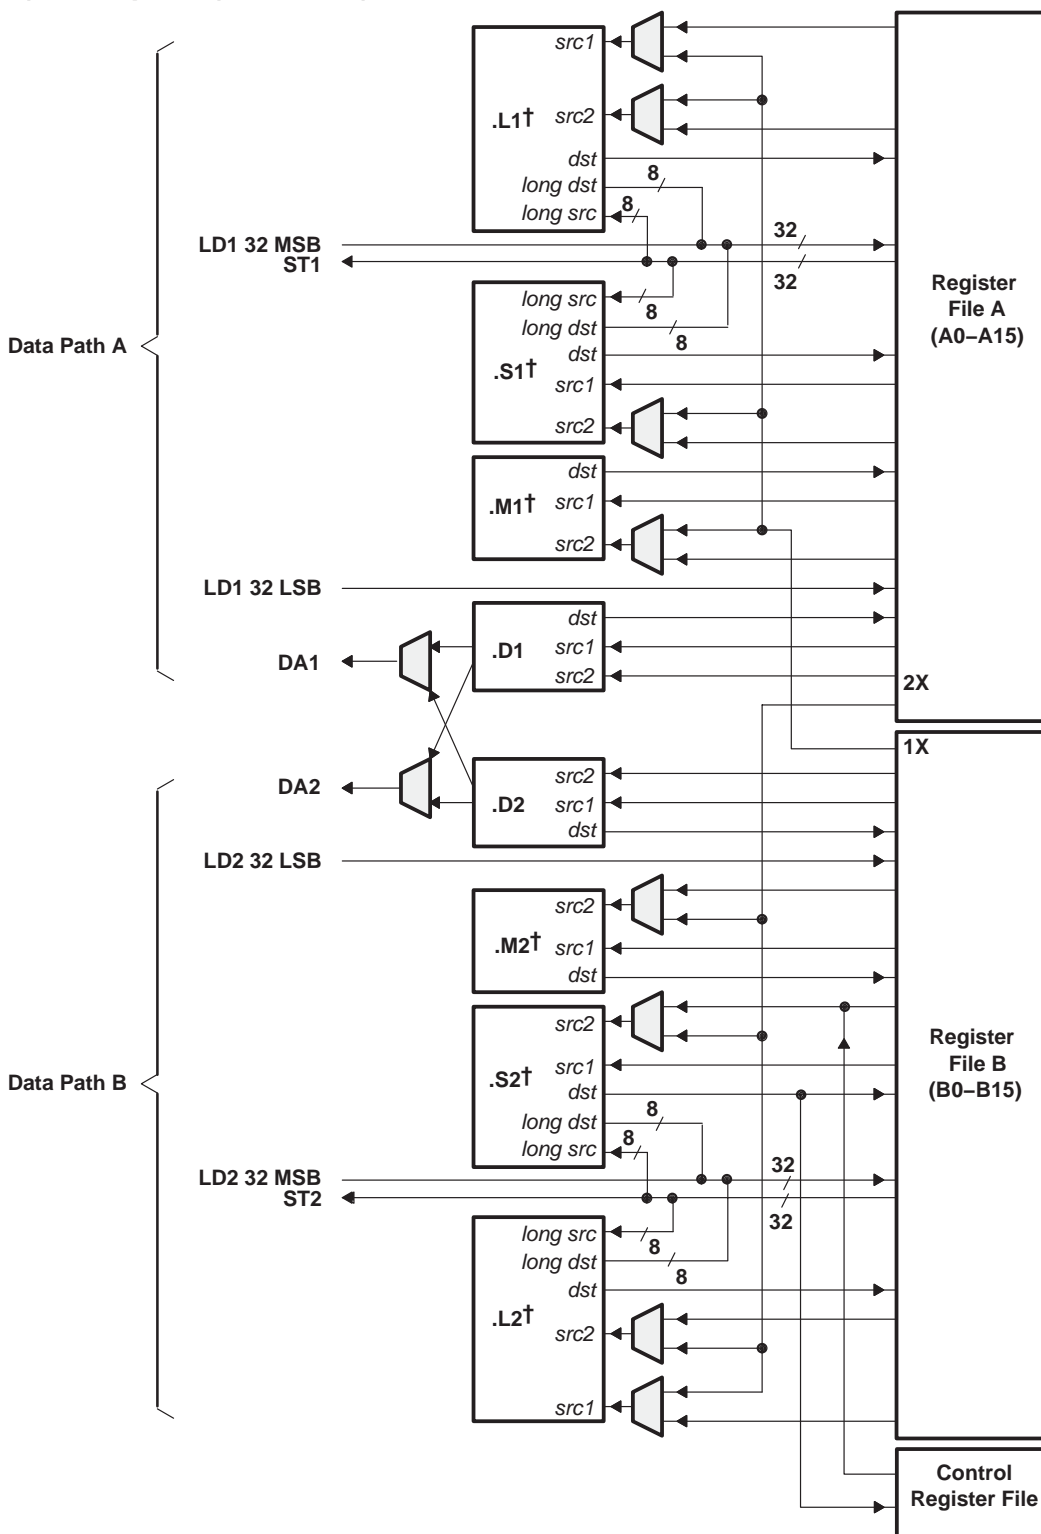 src1
.L1† src2
dst
8
long dst
8
long src
LD1 32 MSB
32
ST1
32
long src
8
long dst
8
dst
.S1†
src1
src2
Register
File A
(A0–A15)
Data Path A
dst
.M1† src1
src2
LD1 32 LSB
dst
.D1 src1
src2
DA1
2X
1X
DA2
src2
.D2 src1
dst
LD2 32 LSB
src2
.M2† src1
dst
src2
src1
.S2†
dst
8
long dst
8
long src
Register
File B
(B0–B15)
Data Path B
LD2 32 MSB
32
ST2
32
long src
8
long dst
8
dst
.L2†
src2
src1
Control
Register File